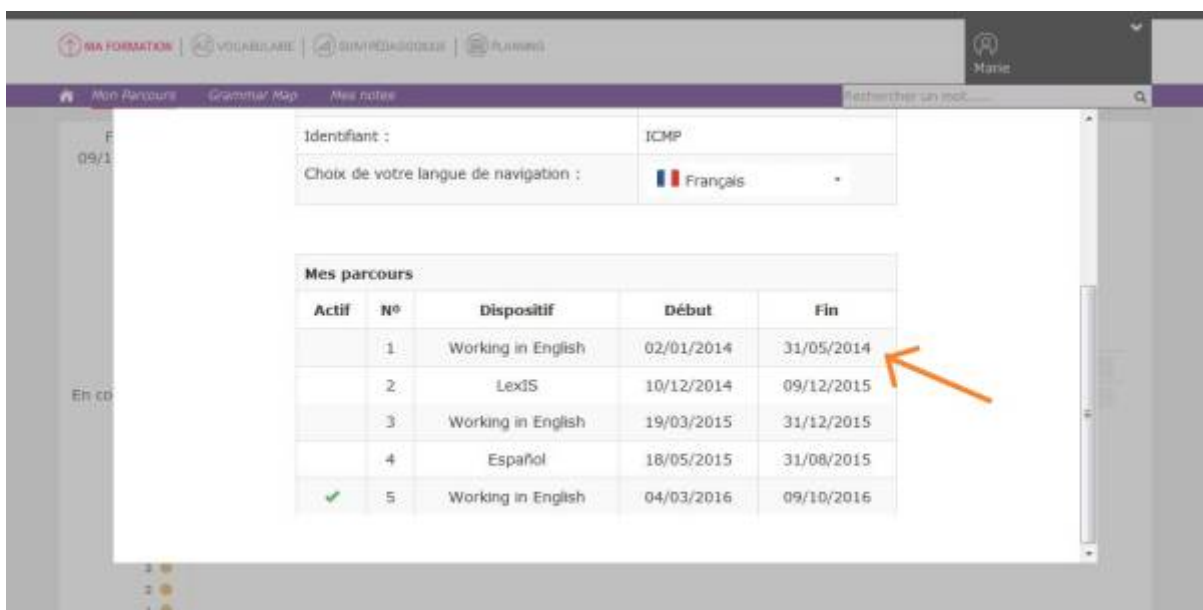 MA FORMATION | VOCABULAIRE | SUIVI PÉDAGOGIQUE | PLANNING
Marie
Mon Parcours Grammar Map Mes notes Rechercher un mot......
F
09/1
Identifiant : ICMP
Choix de votre langue de navigation : Français
Mes parcours
Actif Nº Dispositif Début Fin
1 Working in English 02/01/2014 31/05/2014
2 LexIS 10/12/2014 09/12/2015
En co
3 Working in English 19/03/2015 31/12/2015
4 Español 18/05/2015 31/08/2015
5 Working in English 04/03/2016 09/10/2016